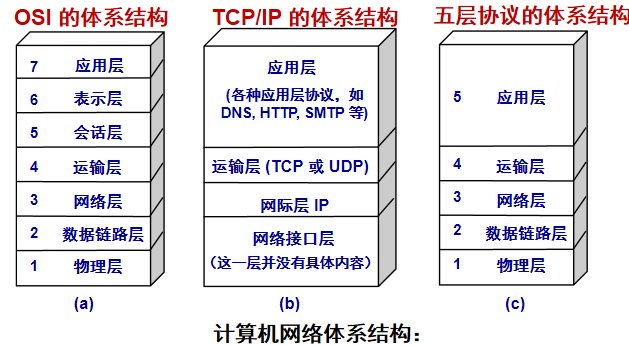 OSI 的体系结构
7 应用层
6 表示层
5 会话层
4 运输层
3 网络层
2 数据链路层
1 物理层
(a)
TCP/IP 的体系结构
应用层
(各种应用层协议，如
DNS, HTTP, SMTP 等)
运输层 (TCP 或 UDP)
网际层 IP
网络接口层
（这一层并没有具体内容）
(b)
五层协议的体系结构
5 应用层
4 运输层
3 网络层
2 数据链路层
1 物理层
(c)
计算机网络体系结构：